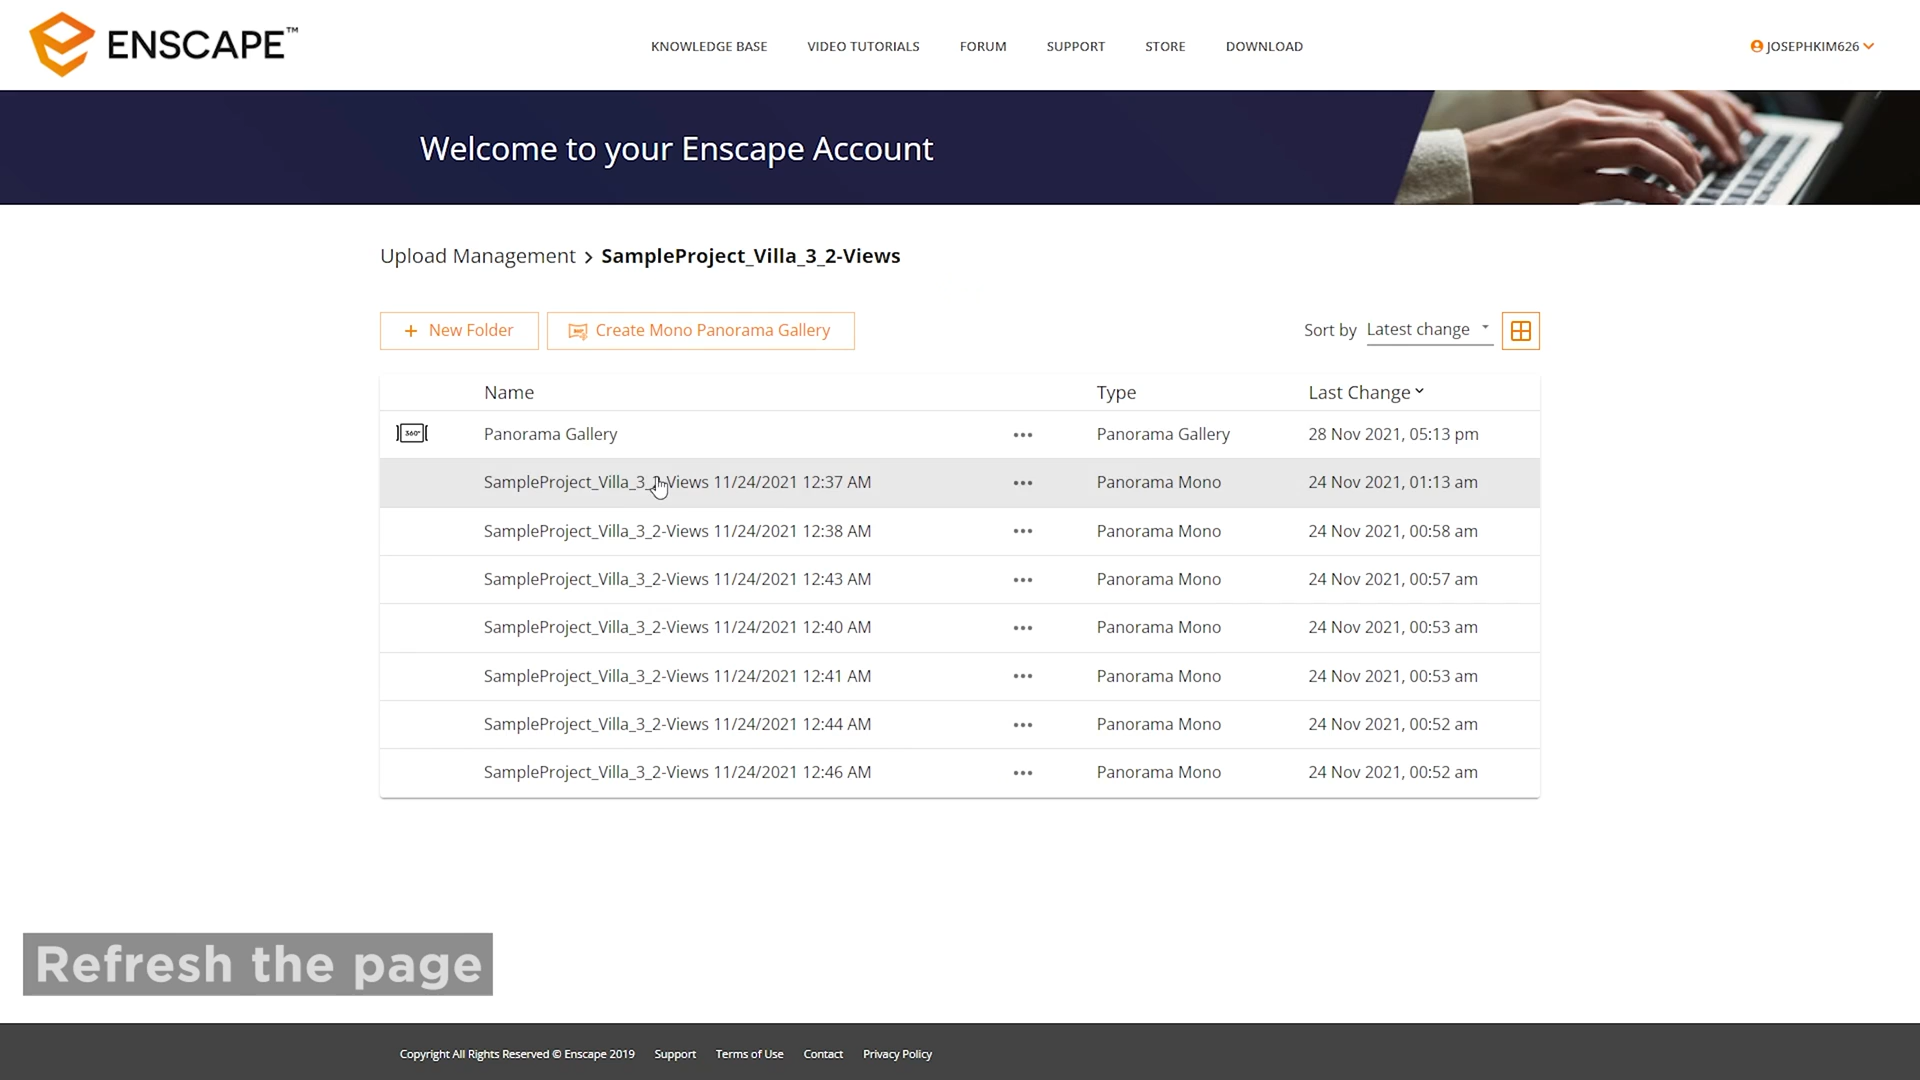 ENSCAPE™
KNOWLEDGE BASE VIDEO TUTORIALS FORUM SUPPORT STORE DOWNLOAD
JOSEPHKIM626
Welcome to your Enscape Account
Upload Management > SampleProject_Villa_3_2-Views
+ New Folder
Create Mono Panorama Gallery
Sort by Latest change
Name Type Last Change
360° Panorama Gallery ••• Panorama Gallery 28 Nov 2021, 05:13 pm
SampleProject_Villa_3_2-Views 11/24/2021 12:37 AM ••• Panorama Mono 24 Nov 2021, 01:13 am
SampleProject_Villa_3_2-Views 11/24/2021 12:38 AM ••• Panorama Mono 24 Nov 2021, 00:58 am
SampleProject_Villa_3_2-Views 11/24/2021 12:43 AM ••• Panorama Mono 24 Nov 2021, 00:57 am
SampleProject_Villa_3_2-Views 11/24/2021 12:40 AM ••• Panorama Mono 24 Nov 2021, 00:53 am
SampleProject_Villa_3_2-Views 11/24/2021 12:41 AM ••• Panorama Mono 24 Nov 2021, 00:53 am
SampleProject_Villa_3_2-Views 11/24/2021 12:44 AM ••• Panorama Mono 24 Nov 2021, 00:52 am
SampleProject_Villa_3_2-Views 11/24/2021 12:46 AM ••• Panorama Mono 24 Nov 2021, 00:52 am
Refresh the page
Copyright All Rights Reserved © Enscape 2019 Support Terms of Use Contact Privacy Policy